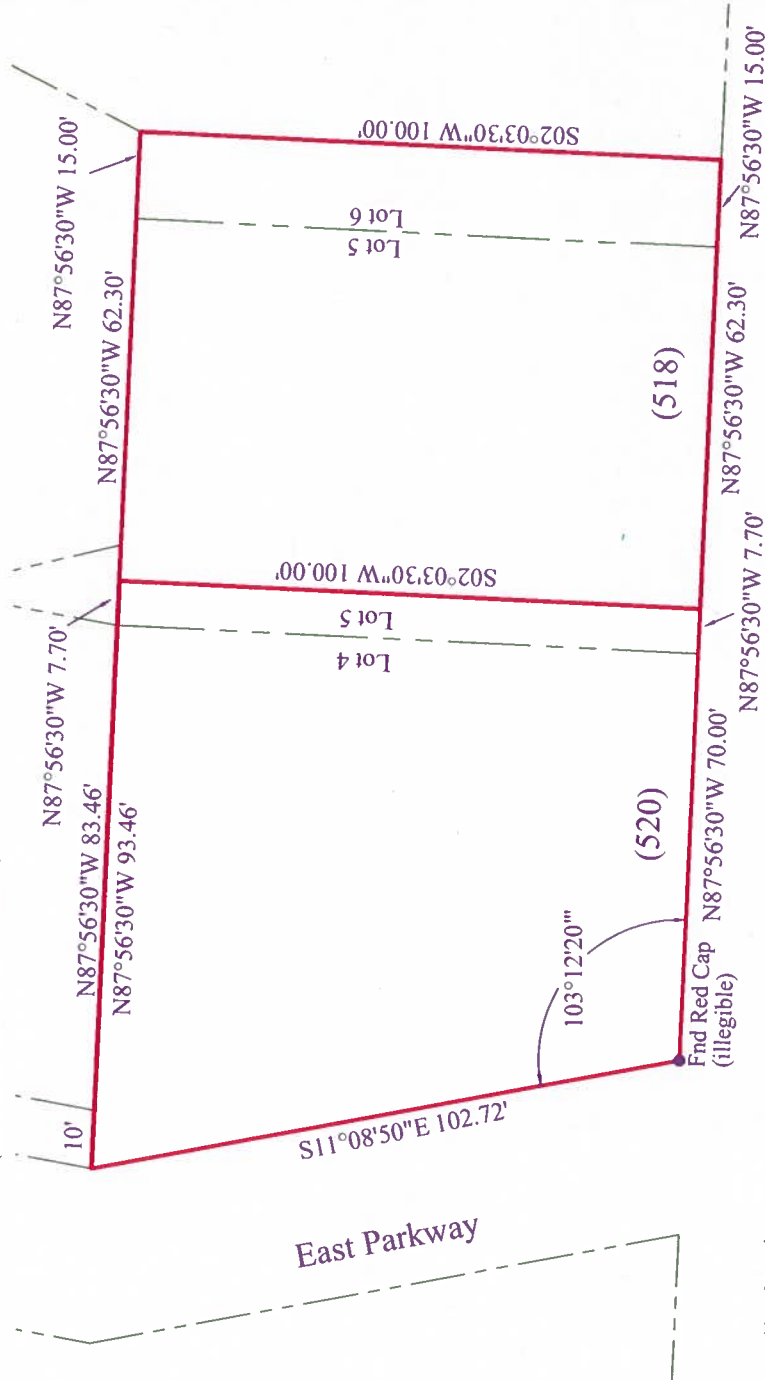 N87°56'30"W 15.00'
N87°56'30"W 62.30'
S02°03'30"W 100.00'
Lot 6
Lot 5
(518)
N87°56'30"W 15.00'
N87°56'30"W 62.30'
N87°56'30"W 7.70'
S02°03'30"W 100.00'
Lot 5
Lot 4
N87°56'30"W 7.70'
N87°56'30"W 83.46'
N87°56'30"W 93.46'
(520)
N87°56'30"W 70.00'
103°12'20'"
Fnd Red Cap
(illegible)
10'
S11°08'50"E 102.72'
East Parkway